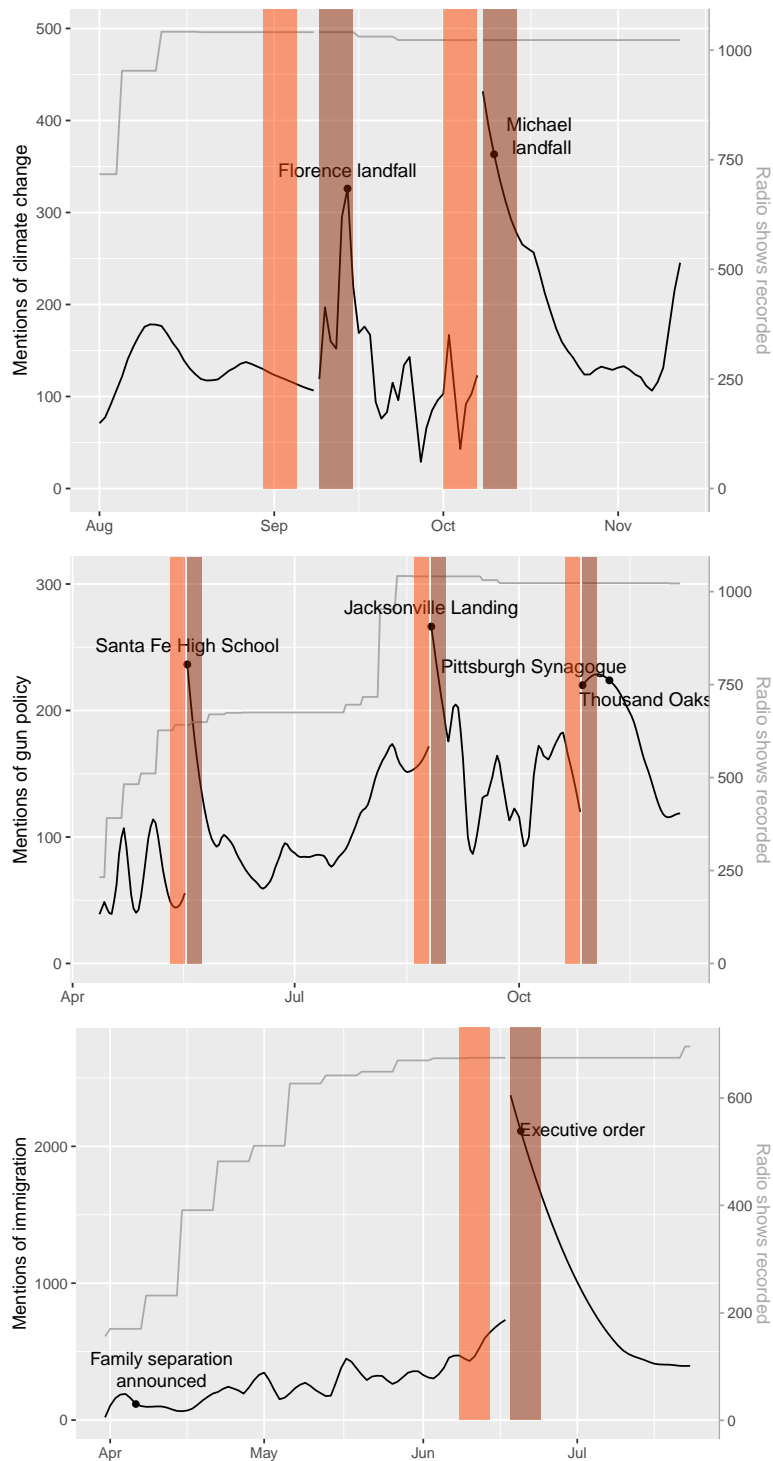 500
400
300
200
100
0
1000
750
500
250
0
Mentions of climate change
Radio shows recorded
Michael
landfall
Florence landfall
Aug
Sep
Oct
Nov
300
200
100
0
1000
750
500
250
0
Mentions of gun policy
Jacksonville Landing
Santa Fe High School
Pittsburgh Synagogue
Thousand Oaks
Apr
Jul
Oct
2000
1000
0
600
400
200
0
Mentions of immigration
Radio shows recorded
Executive order
Family separation
announced
Apr
May
Jun
Jul